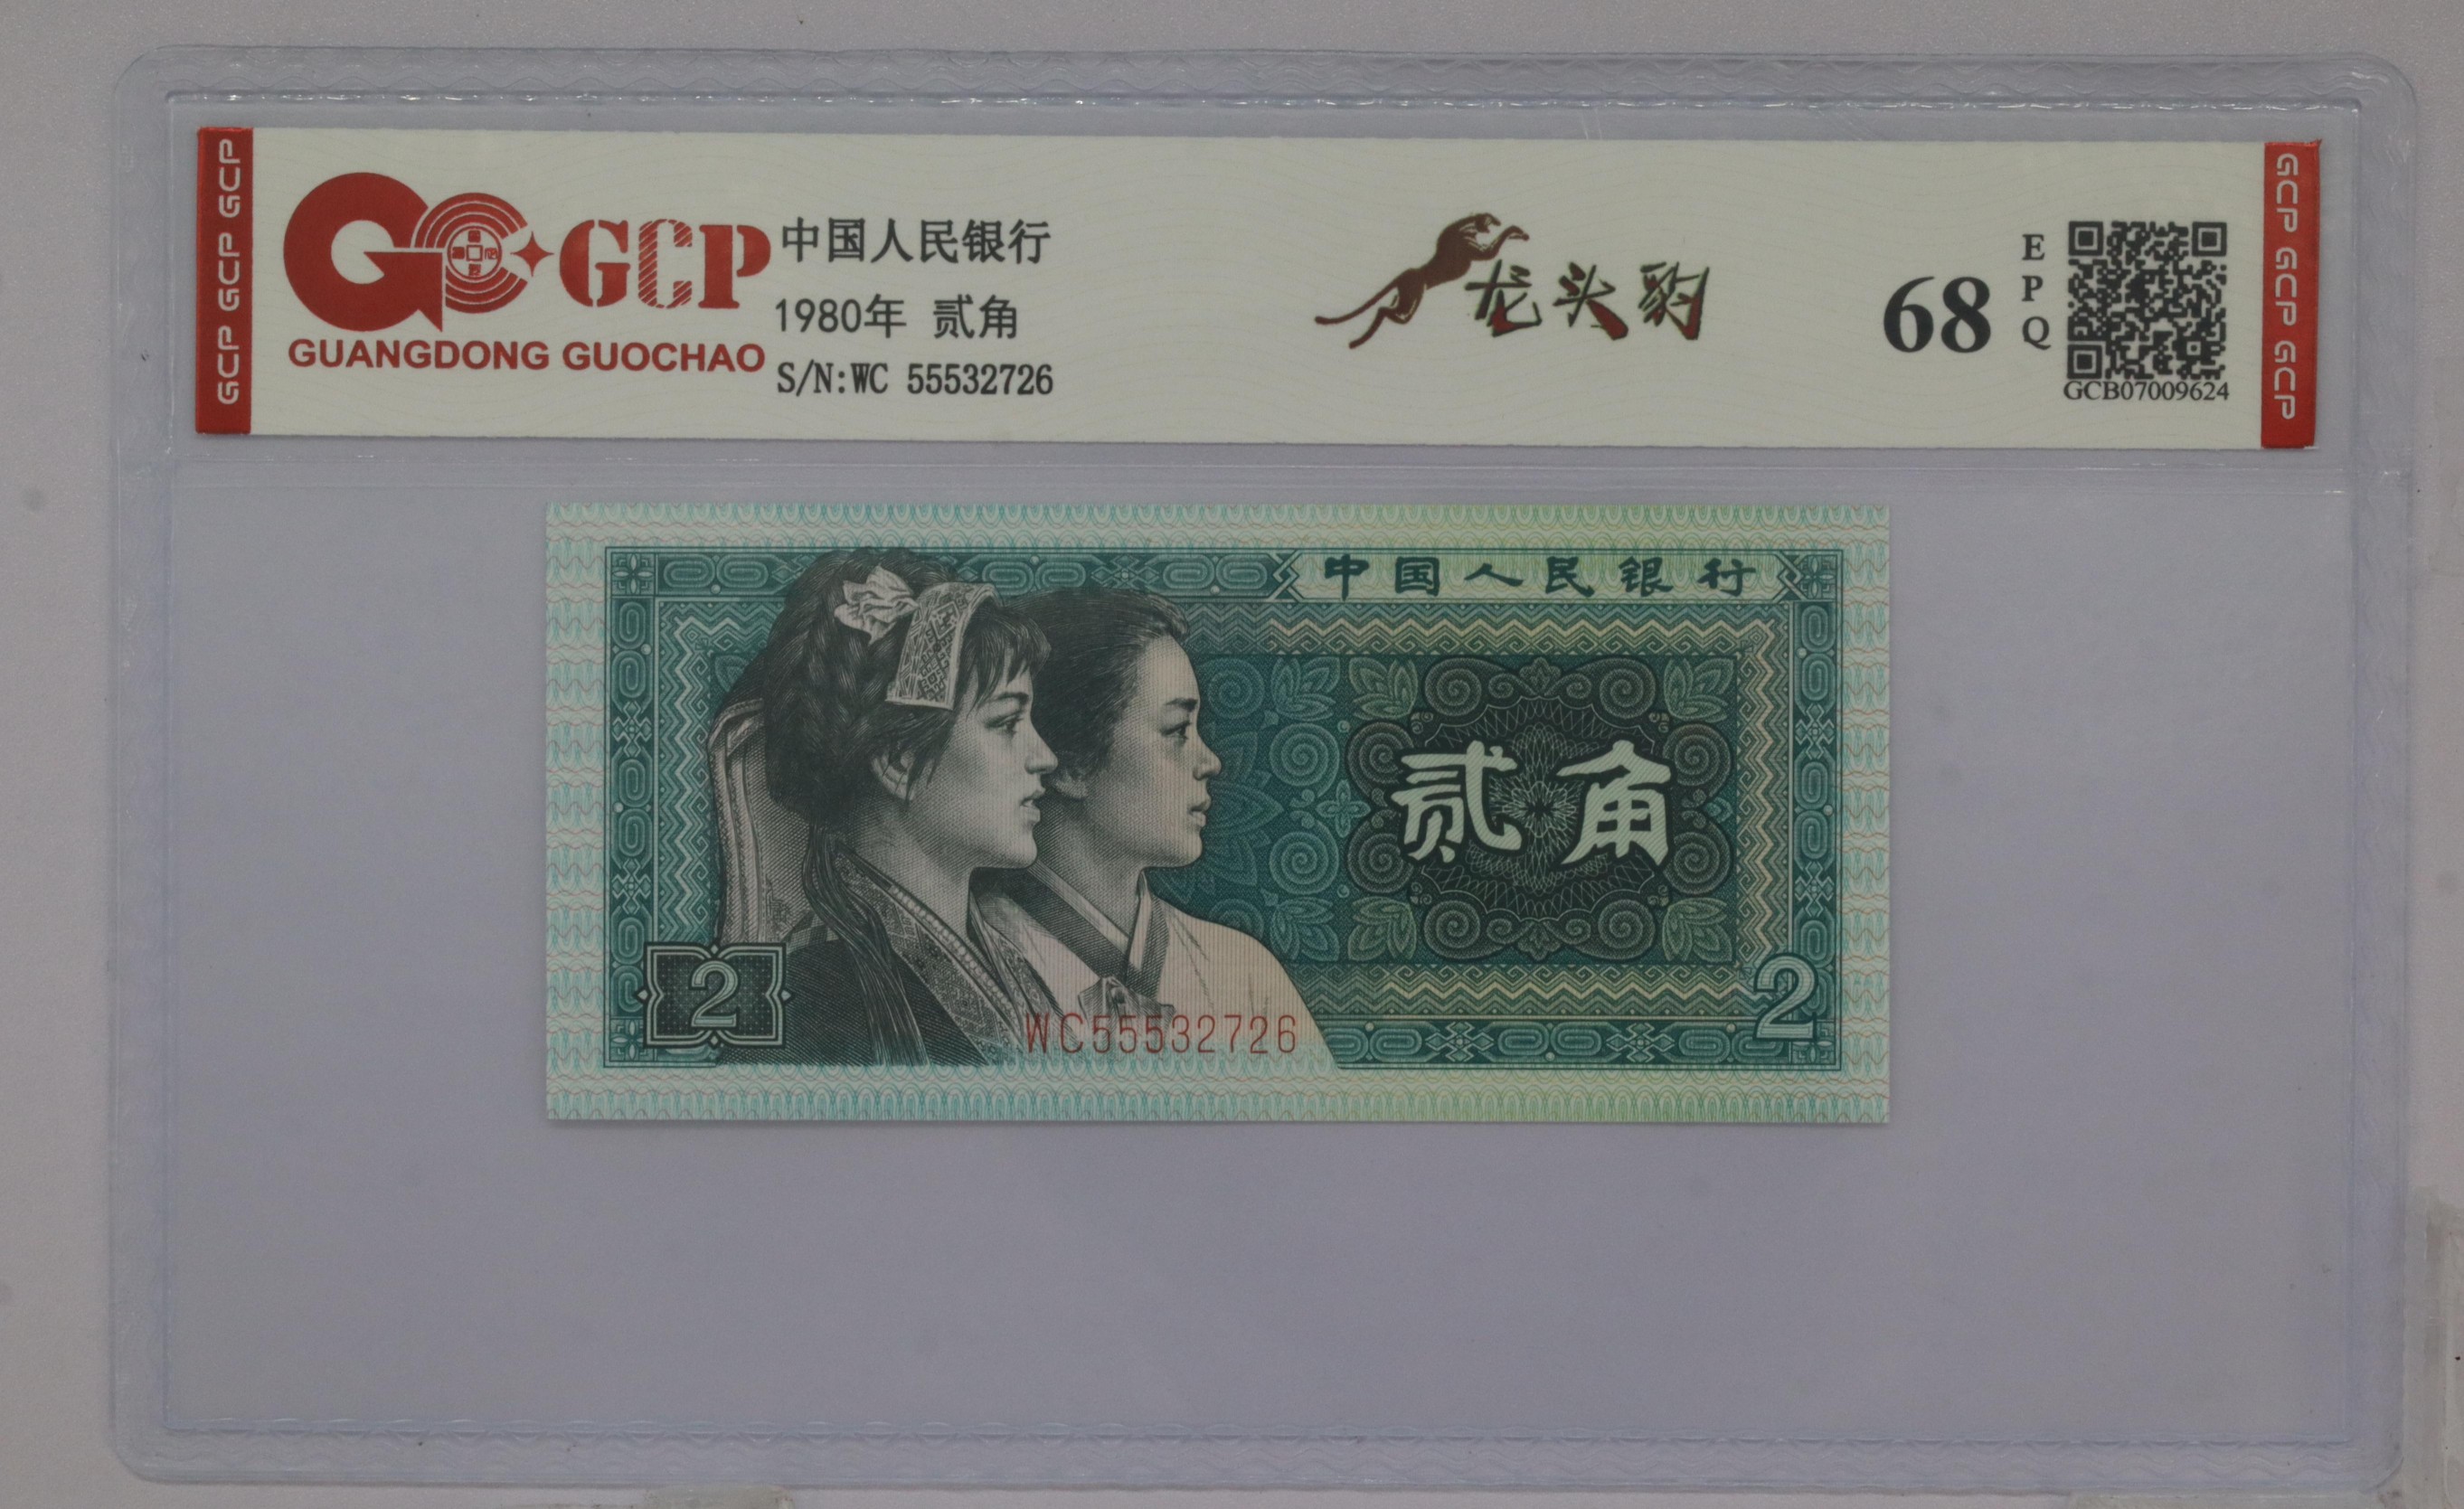 GCP GCP GCP
GCP
GUANGDONG GUOCHAO
中国人民银行
1980年 贰角
S/N:WC 55532726
龙头豹
68
EPQ
GCB07009624
GCP GCP GCP
中国人民银行
贰角
2
WC55532726
2